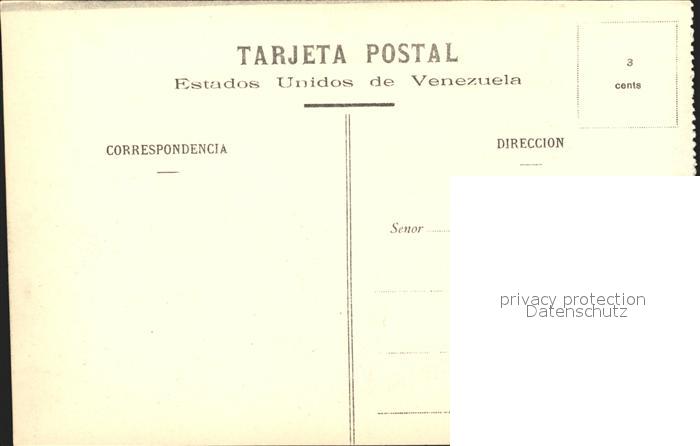 TARJETA POSTAL
Estados Unidos de Venezuela
3
cents
CORRESPONDENCIA
DIRECCION
Senor
privacy protection
Datenschutz